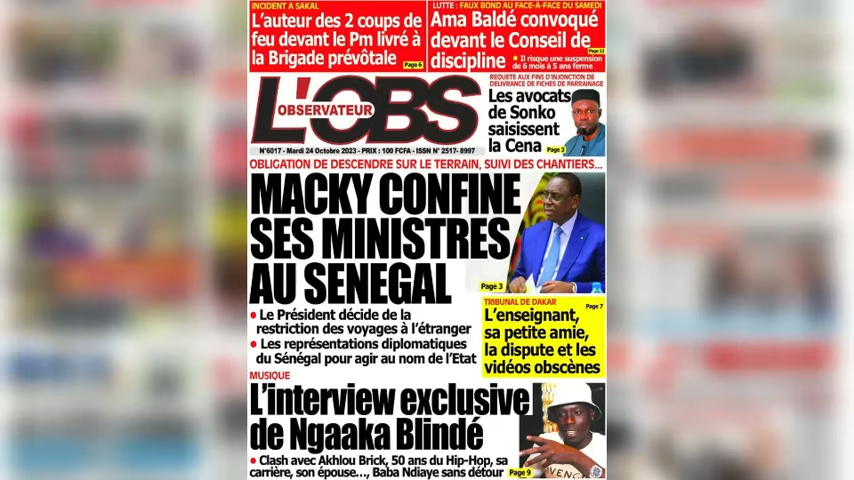 INCIDENT A SAKAL
L'auteur des 2 coups de
feu devant le Pm livré à
la Brigade prévôtale
Page 6
LUTTE : FAUX BOND AU FACE-À-FACE DU SAMEDI
Ama Baldé convoqué
devant le Conseil de
discipline
Page 12
• Il risque une suspension
de 6 mois à 5 ans ferme
L'OBS
OBSERVATEUR
N°6017 - Mardi 24 Octobre 2023 - PRIX : 100 FCFA - ISSN N° 2517- 8997
REQUETE AUX FINS D'INJONCTION DE
DELIVRANCE DE FICHES DE PARRAINAGE
Les avocats
de Sonko
saisissent
la Cena
Page 3
OBLIGATION DE DESCENDRE SUR LE TERRAIN, SUIVI DES CHANTIERS...
MACKY CONFINE
SES MINISTRES
AU SENEGAL
Page 3
• Le Président décide de la
restriction des voyages à l'étranger
• Les représentations diplomatiques
du Sénégal pour agir au nom de l'Etat
TRIBUNAL DE DAKAR
Page 7
L'enseignant,
sa petite amie,
la dispute et les
vidéos obscènes
MUSIQUE
L'interview exclusive
de Ngaaka Blindé
• Clash avec Akhlou Brick, 50 ans du Hip-Hop, sa
carrière, son épouse..., Baba Ndiaye sans détour
Page 9